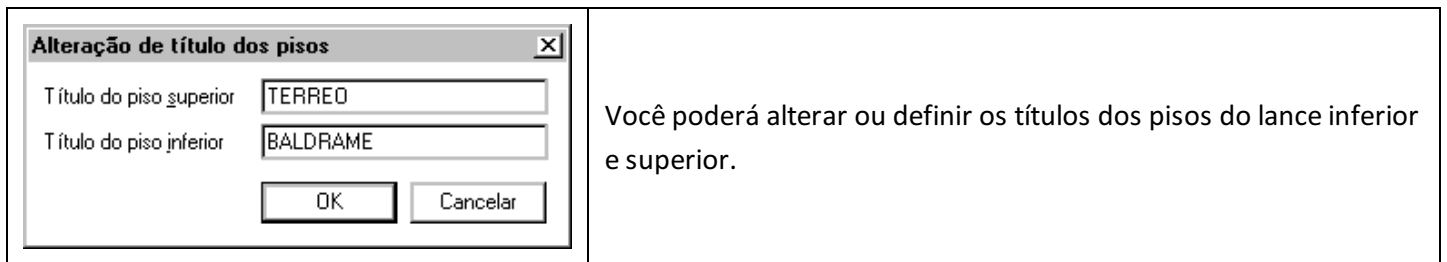 Alteração de título dos pisos
Título do piso superior TERREO
Título do piso inferior BALDRAME
OK Cancelar
Você poderá alterar ou definir os títulos dos pisos do lance inferior
e superior.